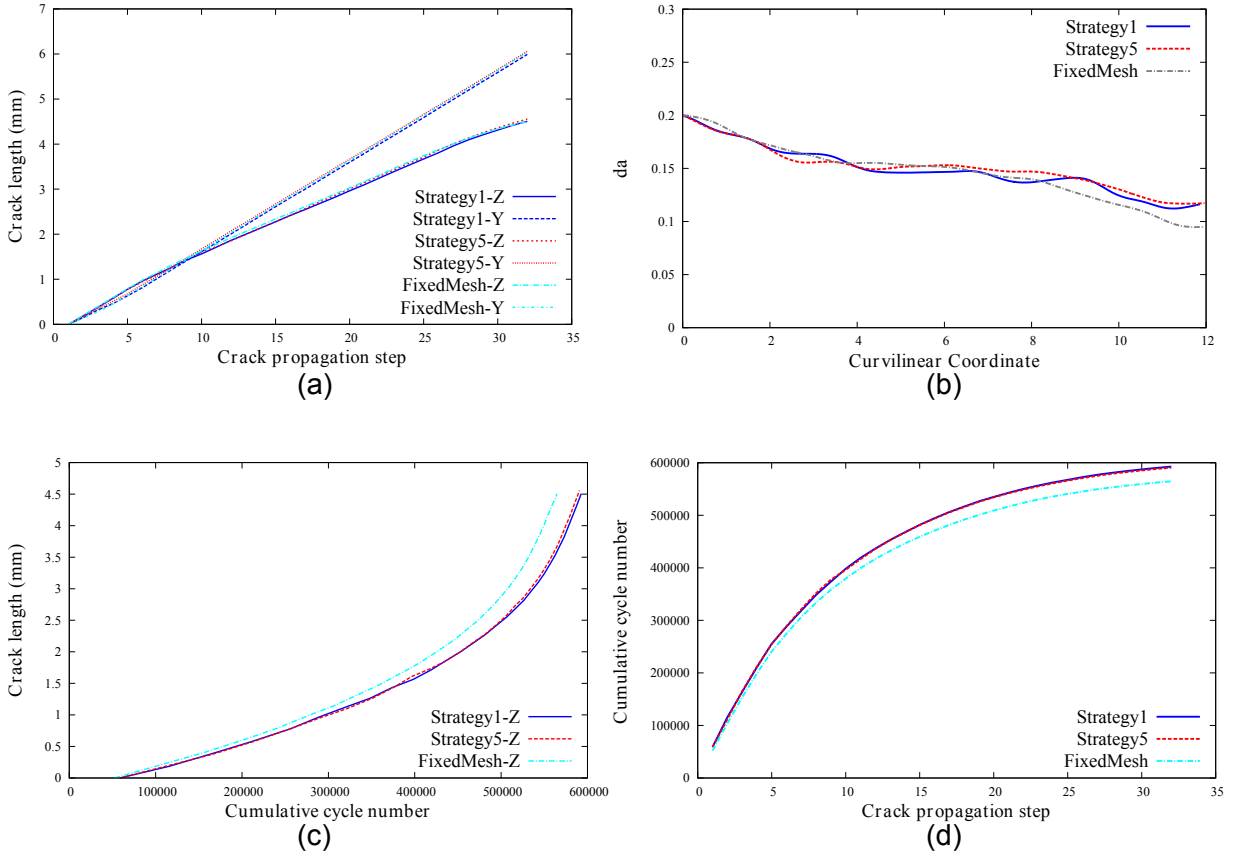 7
6
5
4
3
2
1
0
Crack length (mm)
Strategy1-Z
Strategy1-Y
Strategy5-Z
Strategy5-Y
FixedMesh-Z
FixedMesh-Y
0 5 10 15 20 25 30 35
Crack propagation step
(a)
0.3
0.25
0.2
0.15
0.1
0.05
0
da
Strategy1
Strategy5
FixedMesh
0 2 4 6 8 10 12
Curvilinear Coordinate
(b)
5
4.5
4
3.5
3
2.5
2
1.5
1
0.5
0
Crack length (mm)
Strategy1-Z
Strategy5-Z
FixedMesh-Z
0 100000 200000 300000 400000 500000 600000
Cumulative cycle number
(c)
600000
500000
400000
300000
200000
100000
0
Cumulative cycle number
Strategy1
Strategy5
FixedMesh
0 5 10 15 20 25 30 35
Crack propagation step
(d)